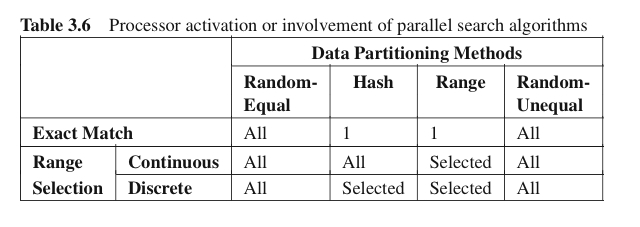 Table 3.6 Processor activation or involvement of parallel search algorithms
Data Partitioning Methods
Random- Hash Range Random-
Equal Unequal
Exact Match All 1 1 All
Range Continuous All All Selected All
Selection Discrete All Selected Selected All